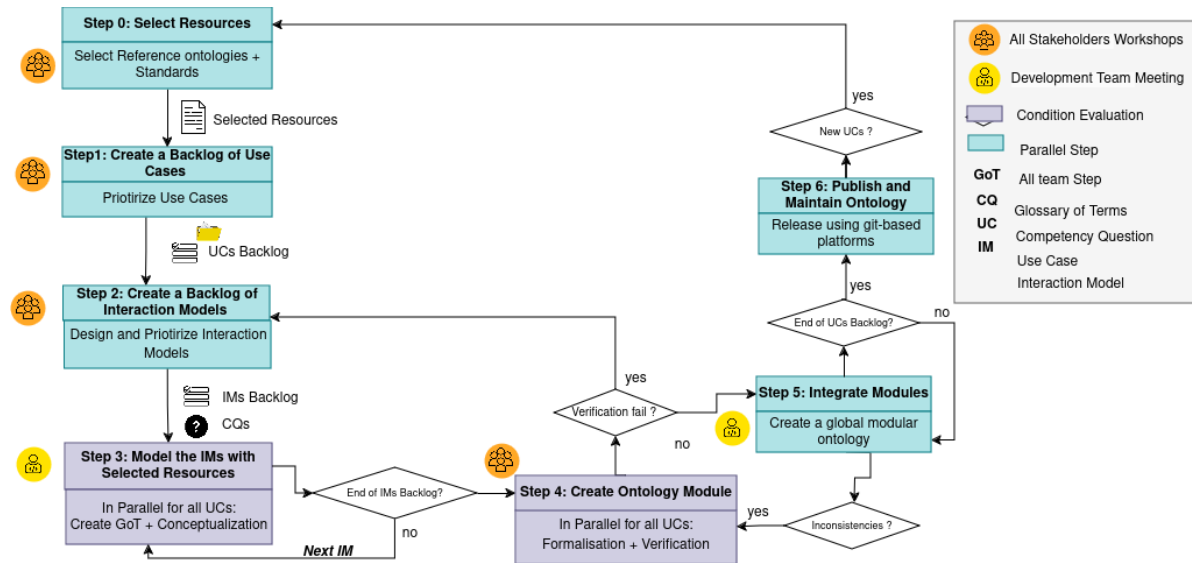 Step 0: Select Resources
Select Reference ontologies +
Standards
Selected Resources
Step1: Create a Backlog of Use
Cases
Priotirize Use Cases
UCs Backlog
Step 2: Create a Backlog of
Interaction Models
Design and Priotirize Interaction
Models
IMs Backlog
?
CQs
Step 3: Model the IMs with
Selected Resources
In Parallel for all UCs:
Create GoT + Conceptualization
End of IMs Backlog?
no
Next IM
Step 4: Create Ontology Module
In Parallel for all UCs:
Formalisation + Verification
Verification fail ?
yes
no
Step 5: Integrate Modules
Create a global modular
ontology
Inconsistencies ?
yes
End of UCs Backlog?
no
yes
Step 6: Publish and
Maintain Ontology
Release using git-based
platforms
New UCs ?
yes
All Stakeholders Workshops
Development Team Meeting
Condition Evaluation
Parallel Step
GoT
All team Step
CQ
Glossary of Terms
UC
Competency Question
IM
Use Case
Interaction Model